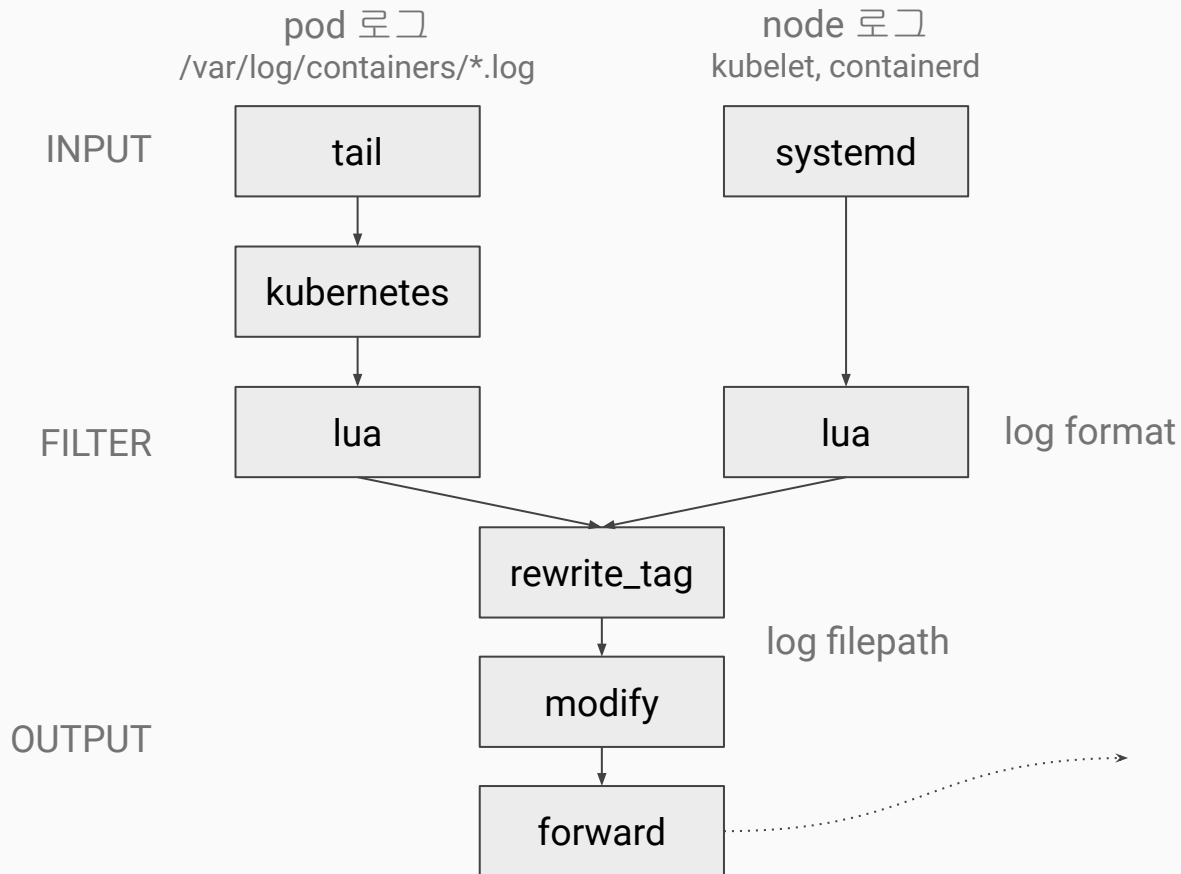 pod 로그
/var/log/containers/*.log
node 로그
kubelet, containerd
INPUT
tail
systemd
kubernetes
FILTER
lua
lua
log format
rewrite_tag
log filepath
modify
OUTPUT
forward